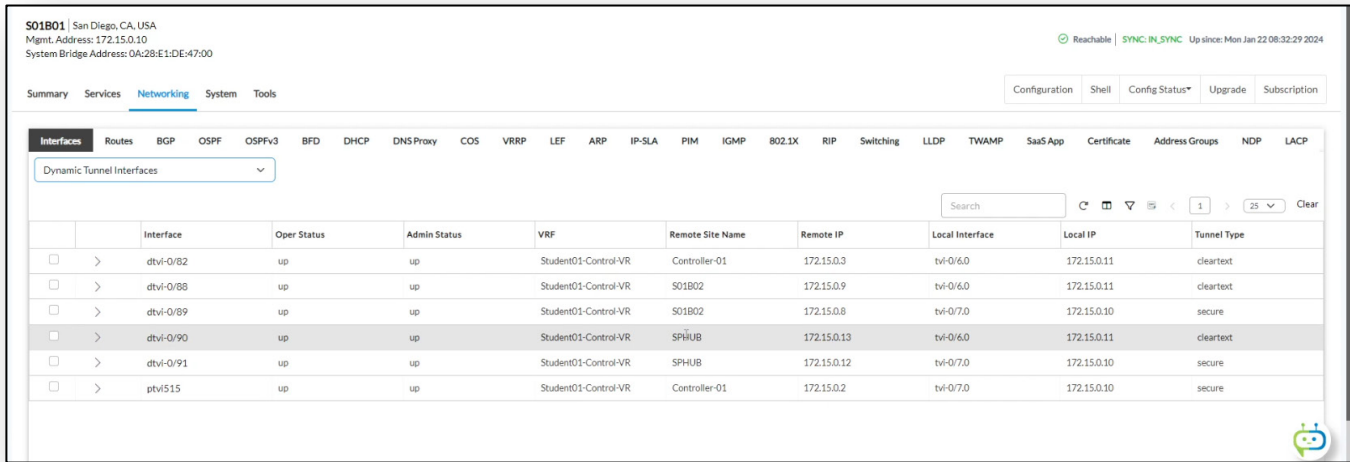 S01B01 | San Diego, CA, USA
Mgmt. Address: 172.15.0.10
System Bridge Address: 0A:28:E1:DE:47:00
Reachable | SYNC: IN_SYNC Up since: Mon Jan 22 08:32:29 2024
Summary Services Networking System Tools
Configuration Shell Config Status Upgrade Subscription
Interfaces Routes BGP OSPF OSPFv3 BFD DHCP DNS Proxy COS VRRP LEF ARP IP-SLA PIM IGMP 802.1X RIP Switching LLDP TWAMP SaaS App Certificate Address Groups NDP LACP
Dynamic Tunnel Interfaces
Search 1 25 Clear
Interface Oper Status Admin Status VRF Remote Site Name Remote IP Local Interface Local IP Tunnel Type
dtvi-0/82 up up Student01-Control-VR Controller-01 172.15.0.3 tvi-0/6.0 172.15.0.11 cleartext
dtvi-0/88 up up Student01-Control-VR S01B02 172.15.0.9 tvi-0/6.0 172.15.0.11 cleartext
dtvi-0/89 up up Student01-Control-VR S01B02 172.15.0.8 tvi-0/7.0 172.15.0.10 secure
dtvi-0/90 up up Student01-Control-VR SPHUB 172.15.0.13 tvi-0/6.0 172.15.0.11 cleartext
dtvi-0/91 up up Student01-Control-VR SPHUB 172.15.0.12 tvi-0/7.0 172.15.0.10 secure
ptvi515 up up Student01-Control-VR Controller-01 172.15.0.2 tvi-0/7.0 172.15.0.10 secure